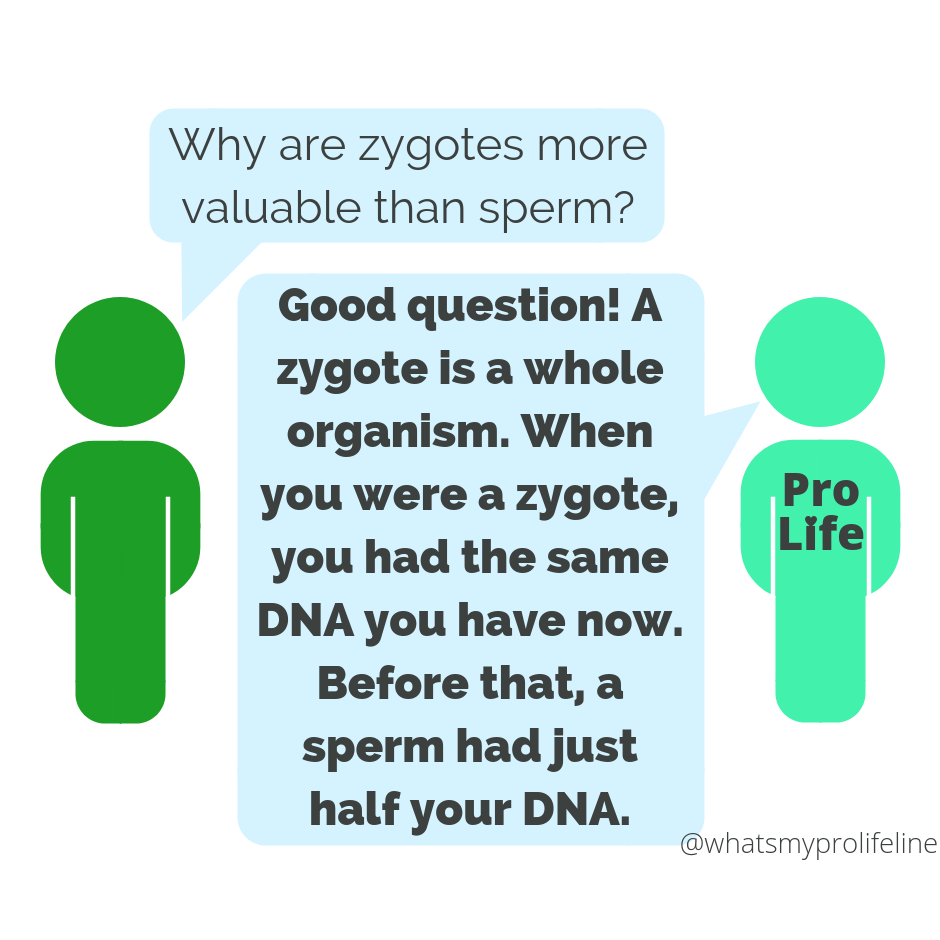 Why are zygotes more
valuable than sperm?
Good question! A
zygote is a whole
organism. When
you were a zygote,
you had the same
DNA you have now.
Before that, a
sperm had just
half your DNA.
Pro
Life
@whatsmyprolifeline